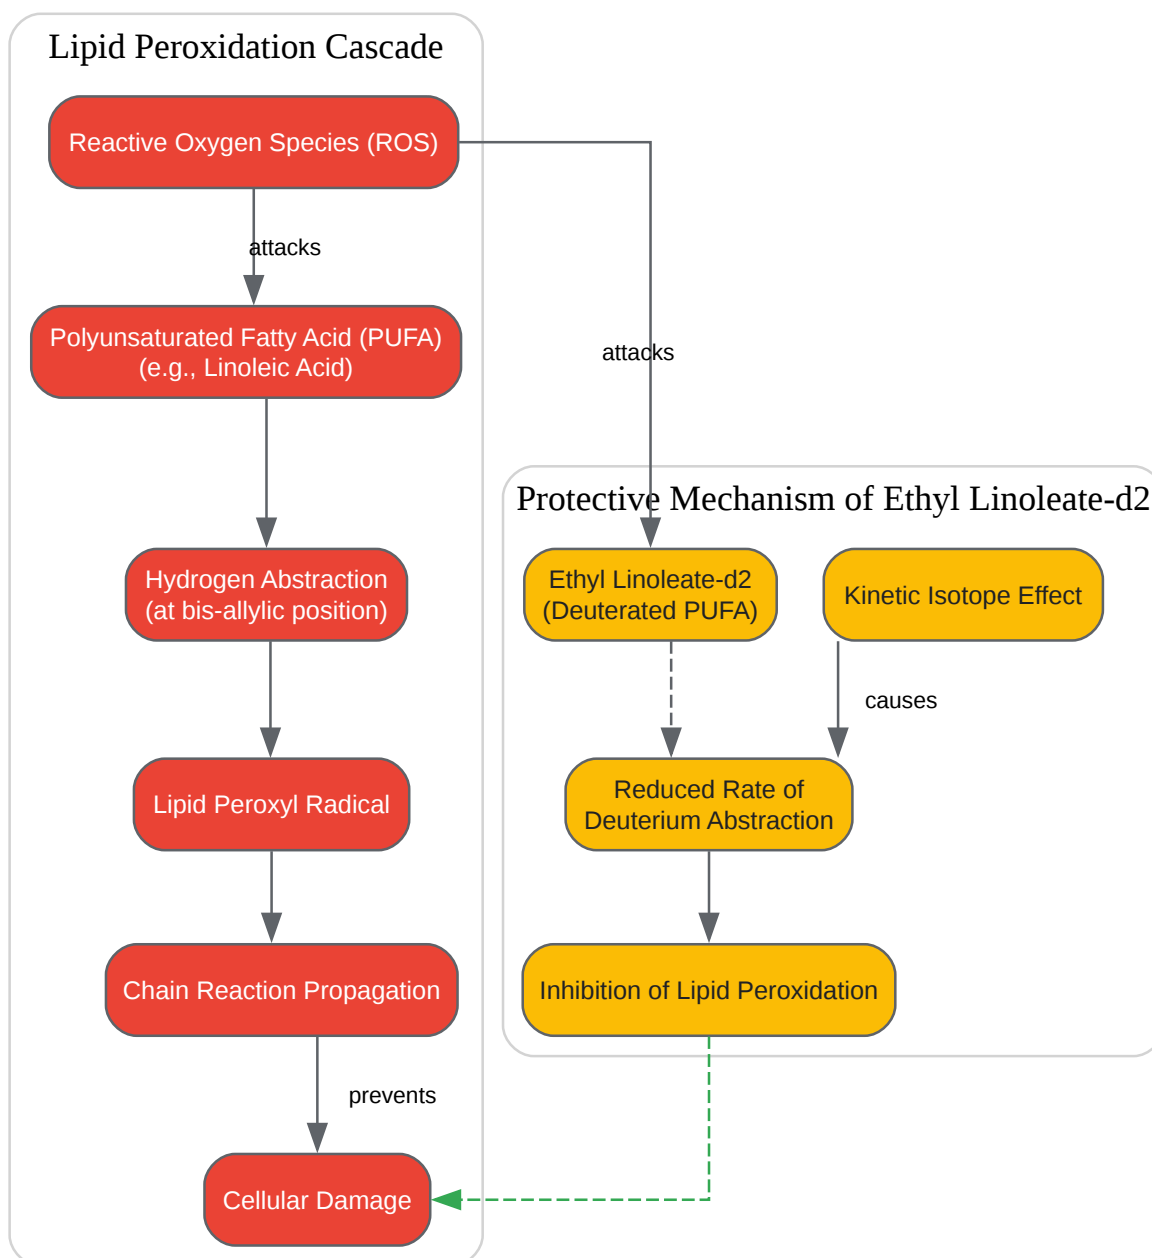 Lipid Peroxidation Cascade
Reactive Oxygen Species (ROS)
attacks
Polyunsaturated Fatty Acid (PUFA)
(e.g., Linoleic Acid)
Hydrogen Abstraction
(at bis-allylic position)
Lipid Peroxyl Radical
Chain Reaction Propagation
prevents
Cellular Damage
attacks
Protective Mechanism of Ethyl Linoleate-d2
Ethyl Linoleate-d2
(Deuterated PUFA)
Kinetic Isotope Effect
causes
Reduced Rate of
Deuterium Abstraction
Inhibition of Lipid Peroxidation